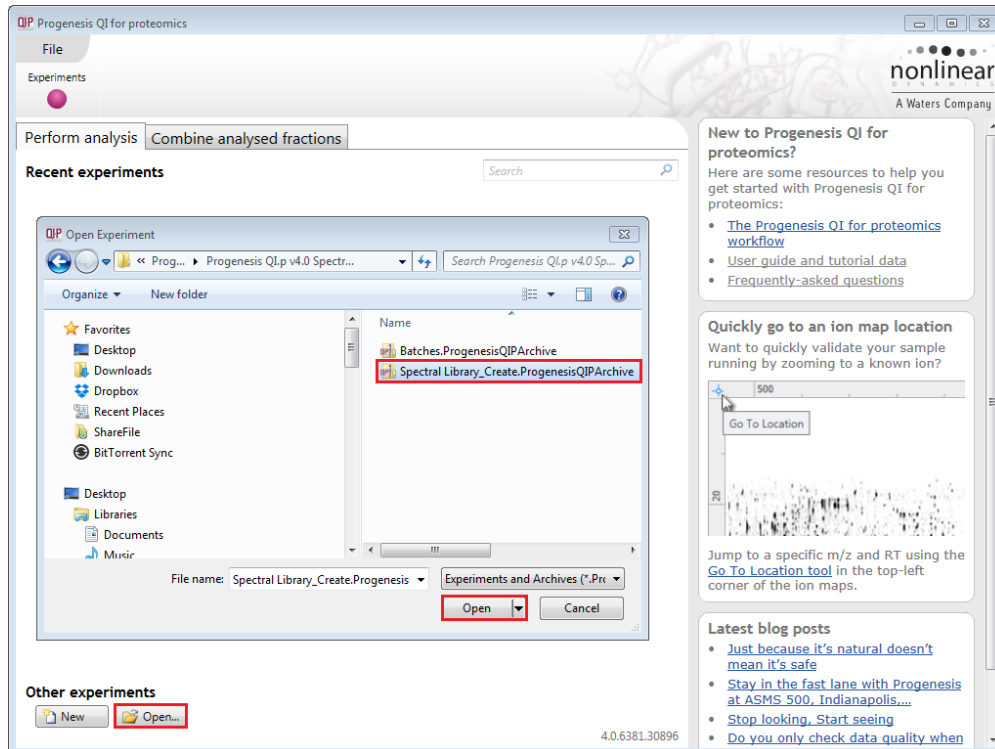 QIP Progenesis QI for proteomics
File
Experiments
nonlinear
DYNAMICS
A Waters Company
Perform analysis
Combine analysed fractions
Recent experiments
Search
QIP Open Experiment
« Prog... Progenesis QI.p v4.0 Spectr...
Search Progenesis QI.p v4.0 Sp...
Organize
New folder
Favorites
Desktop
Downloads
Dropbox
Recent Places
ShareFile
BitTorrent Sync
Desktop
Libraries
Documents
Music
Name
Batches.ProgenesisQIPArchive
Spectral Library_Create.ProgenesisQIPArchive
File name: Spectral Library_Create.Progenesis
Experiments and Archives (*.Pro
Open
Cancel
Other experiments
New
Open...
4.0.6381.30896
New to Progenesis QI for
proteomics?
Here are some resources to help you
get started with Progenesis QI for
proteomics:
• The Progenesis QI for proteomics
workflow
• User guide and tutorial data
• Frequently-asked questions
Quickly go to an ion map location
Want to quickly validate your sample
running by zooming to a known ion?
500
Go To Location
20
Jump to a specific m/z and RT using the
Go To Location tool in the top-left
corner of the ion maps.
Latest blog posts
• Just because it's natural doesn't
mean it's safe
• Stay in the fast lane with Progenesis
at ASMS 500, Indianapolis,...
• Stop looking, Start seeing
• Do you only check data quality when